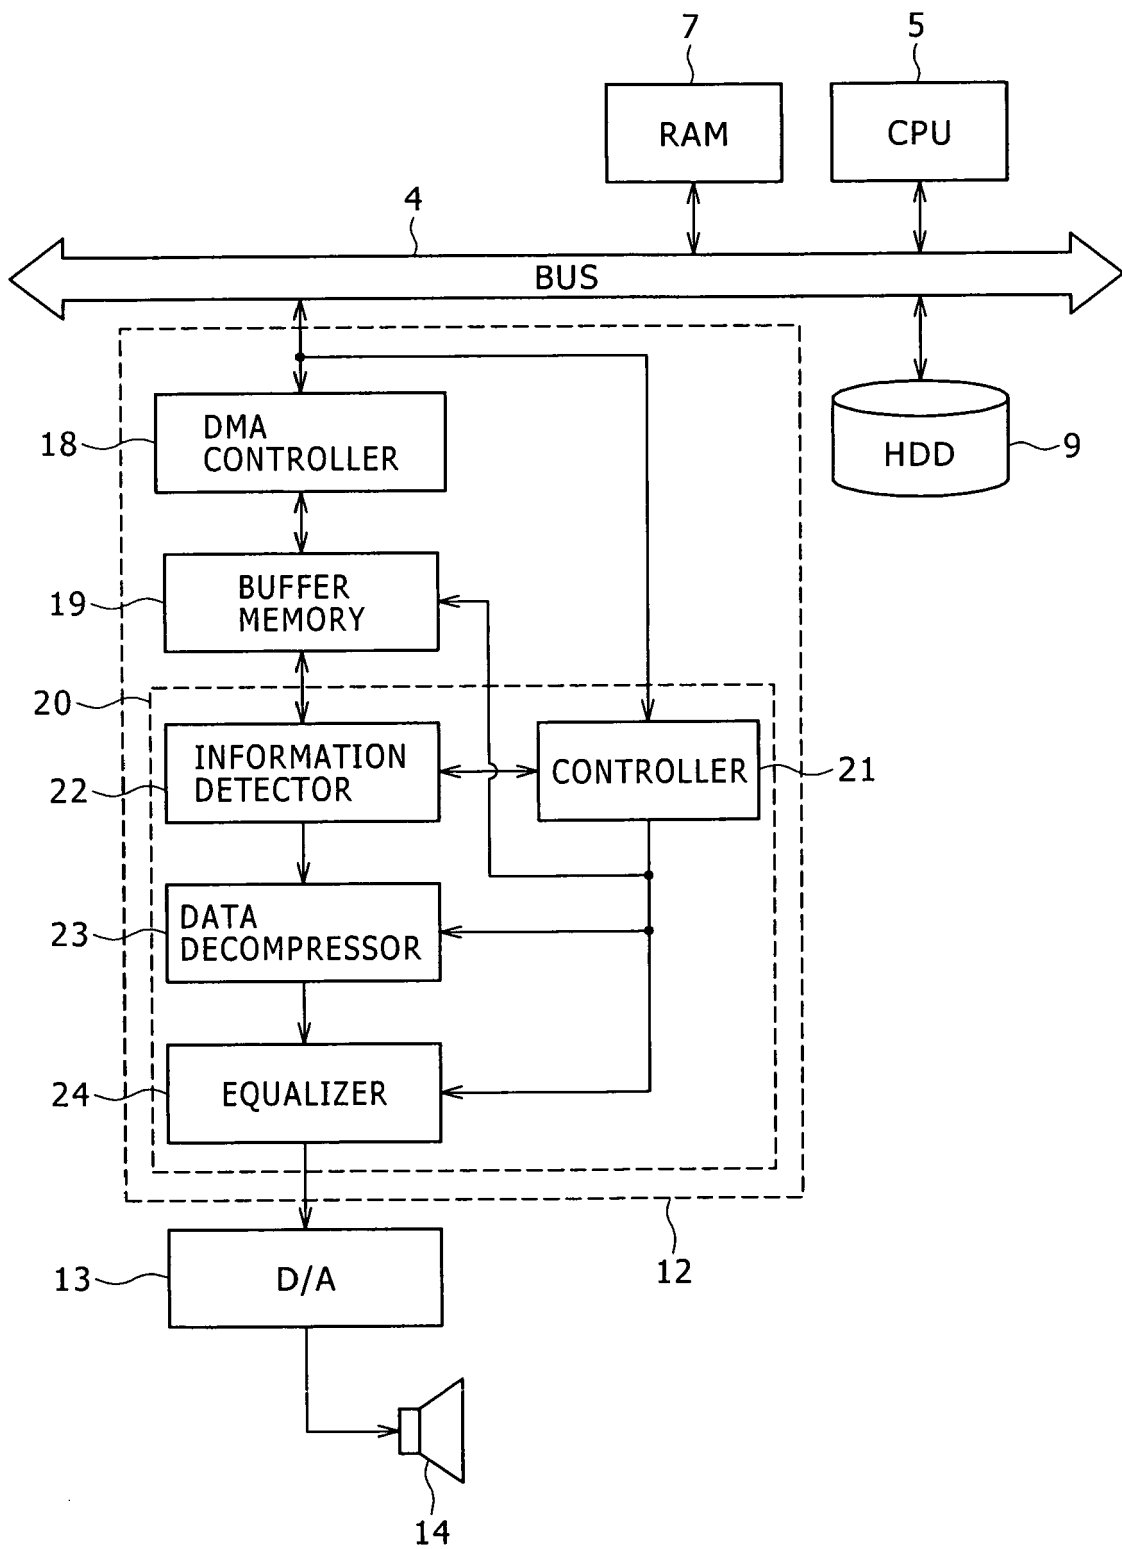 7
5
RAM
CPU
4
BUS
18
DMA
CONTROLLER
HDD
9
19
BUFFER
MEMORY
20
22
INFORMATION
DETECTOR
CONTROLLER
21
23
DATA
DECOMPRESSOR
24
EQUALIZER
12
13
D/A
14